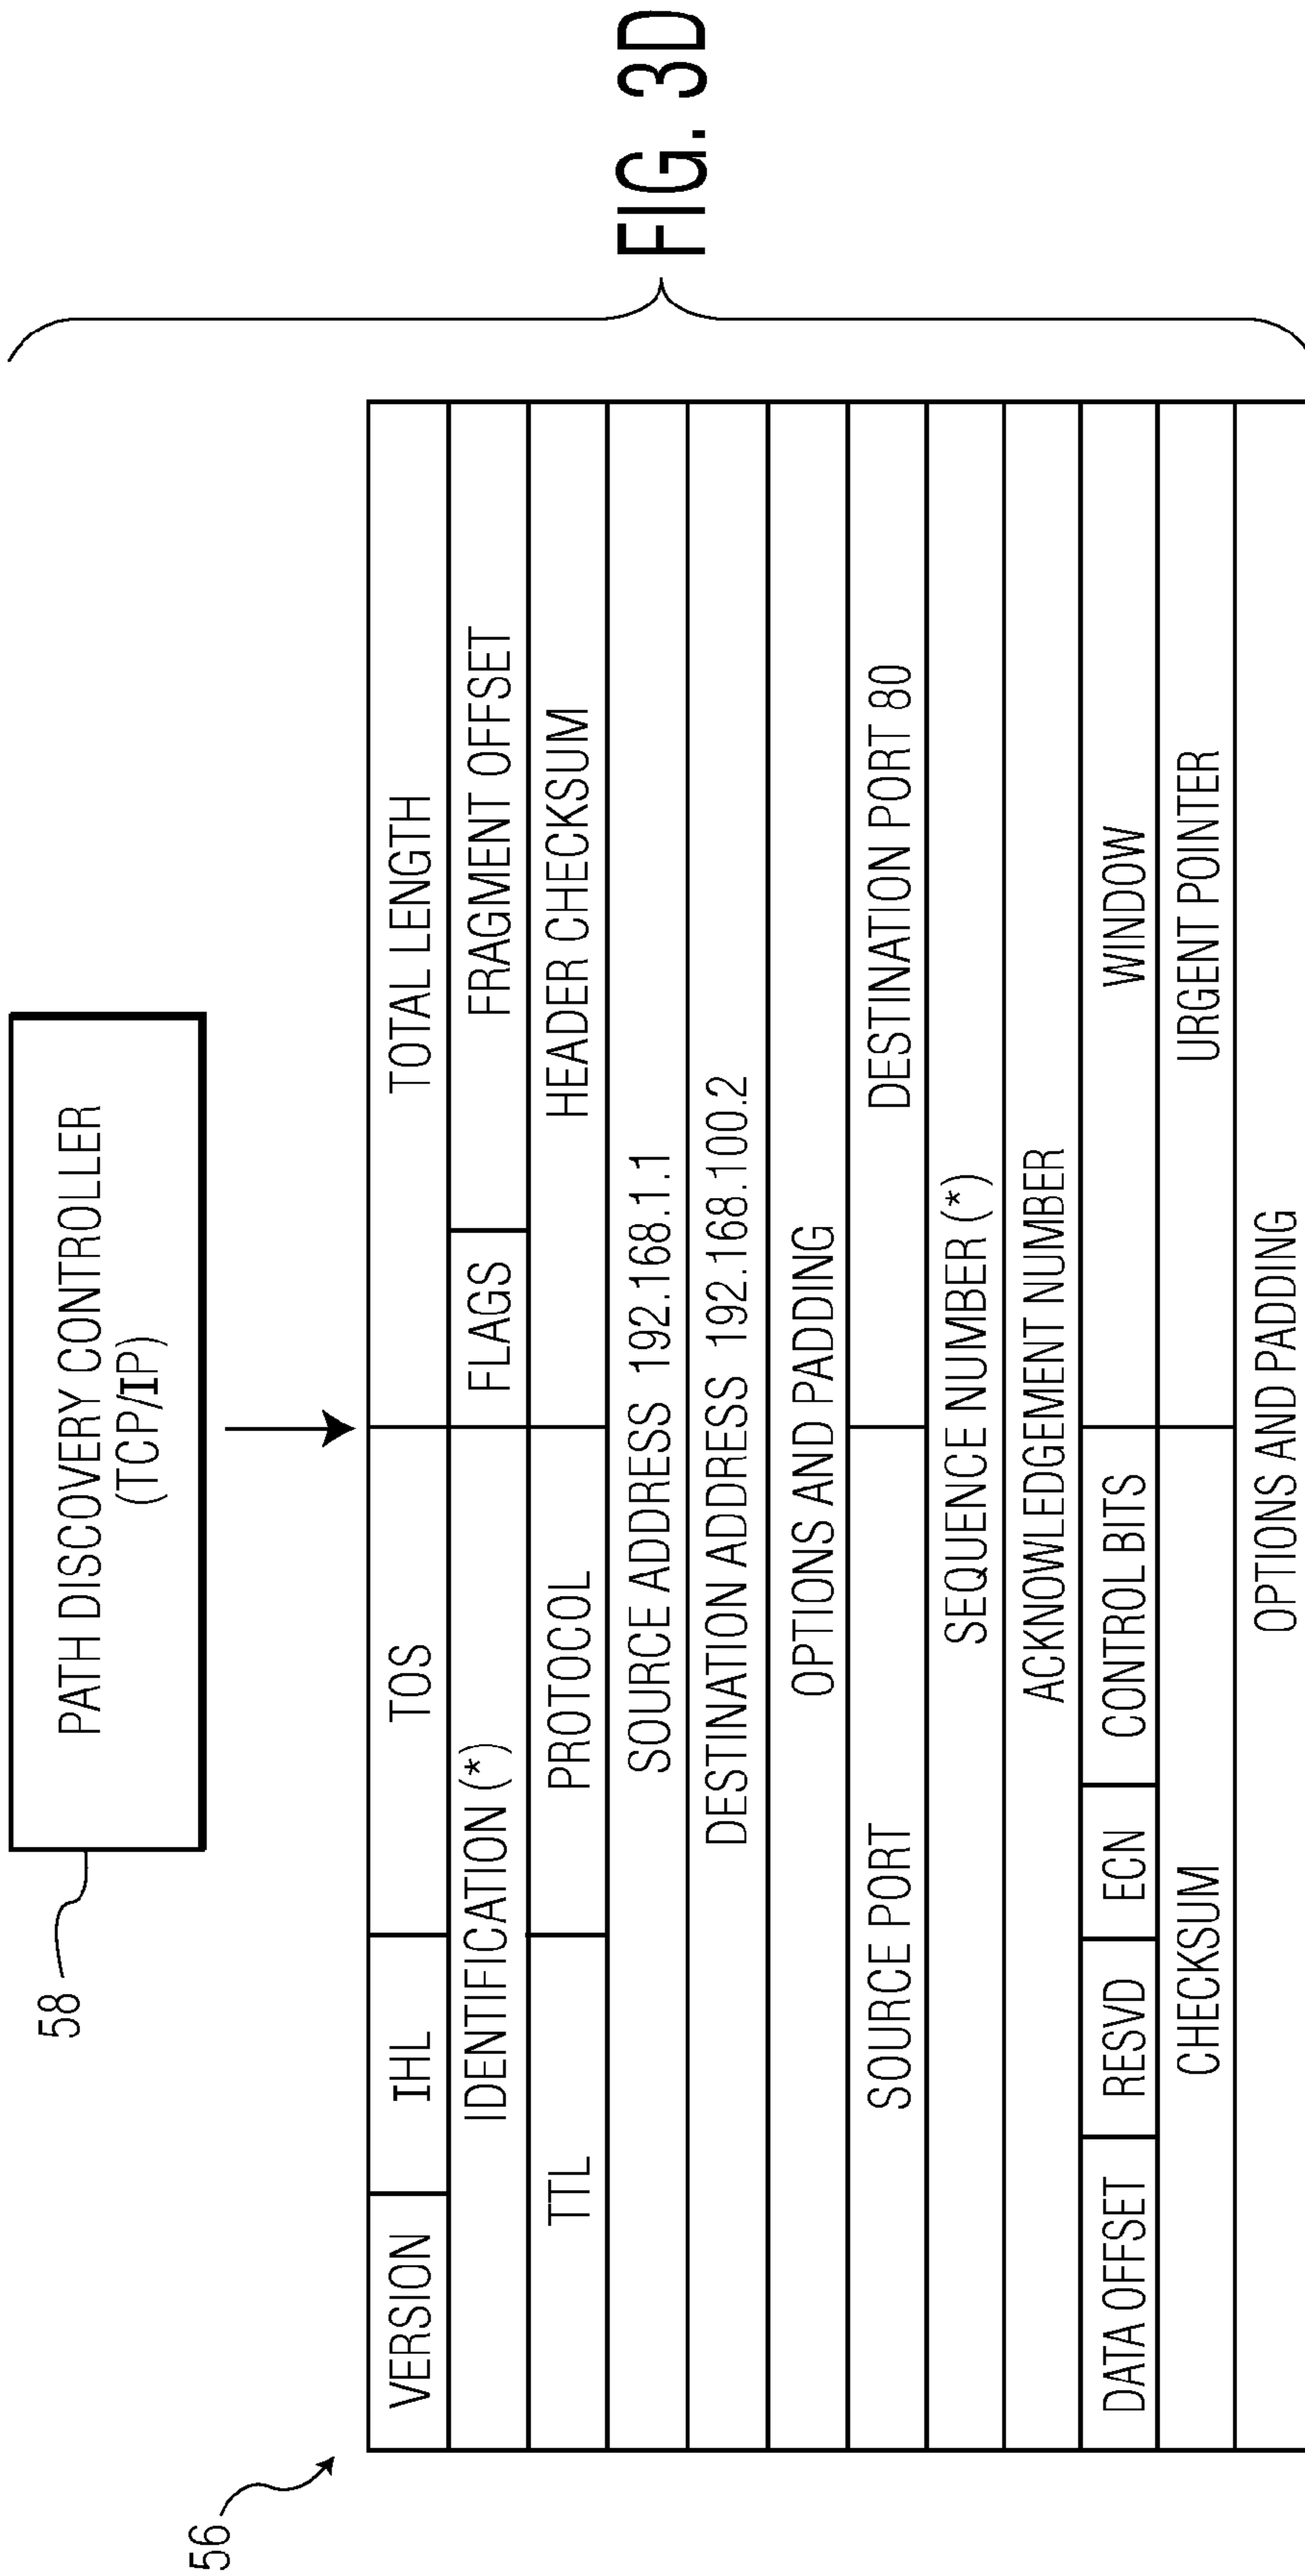 58
PATH DISCOVERY CONTROLLER
(TCP/IP)
56
VERSION IHL TOS TOTAL LENGTH
IDENTIFICATION (*) FLAGS FRAGMENT OFFSET
TTL PROTOCOL HEADER CHECKSUM
SOURCE ADDRESS 192.168.1.1
DESTINATION ADDRESS 192.168.100.2
OPTIONS AND PADDING
SOURCE PORT DESTINATION PORT 80
SEQUENCE NUMBER (*)
ACKNOWLEDGEMENT NUMBER
DATA OFFSET RESVD ECN CONTROL BITS WINDOW
CHECKSUM URGENT POINTER
OPTIONS AND PADDING
FIG. 3D